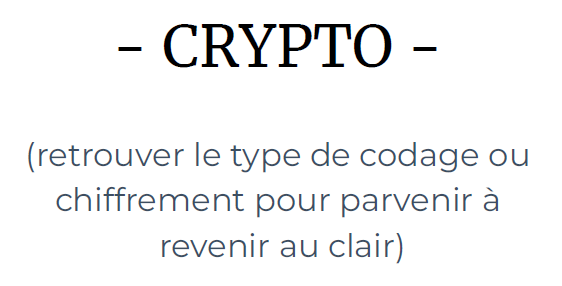 - CRYPTO -
(retrouver le type de codage ou
chiffrement pour parvenir à
revenir au clair)